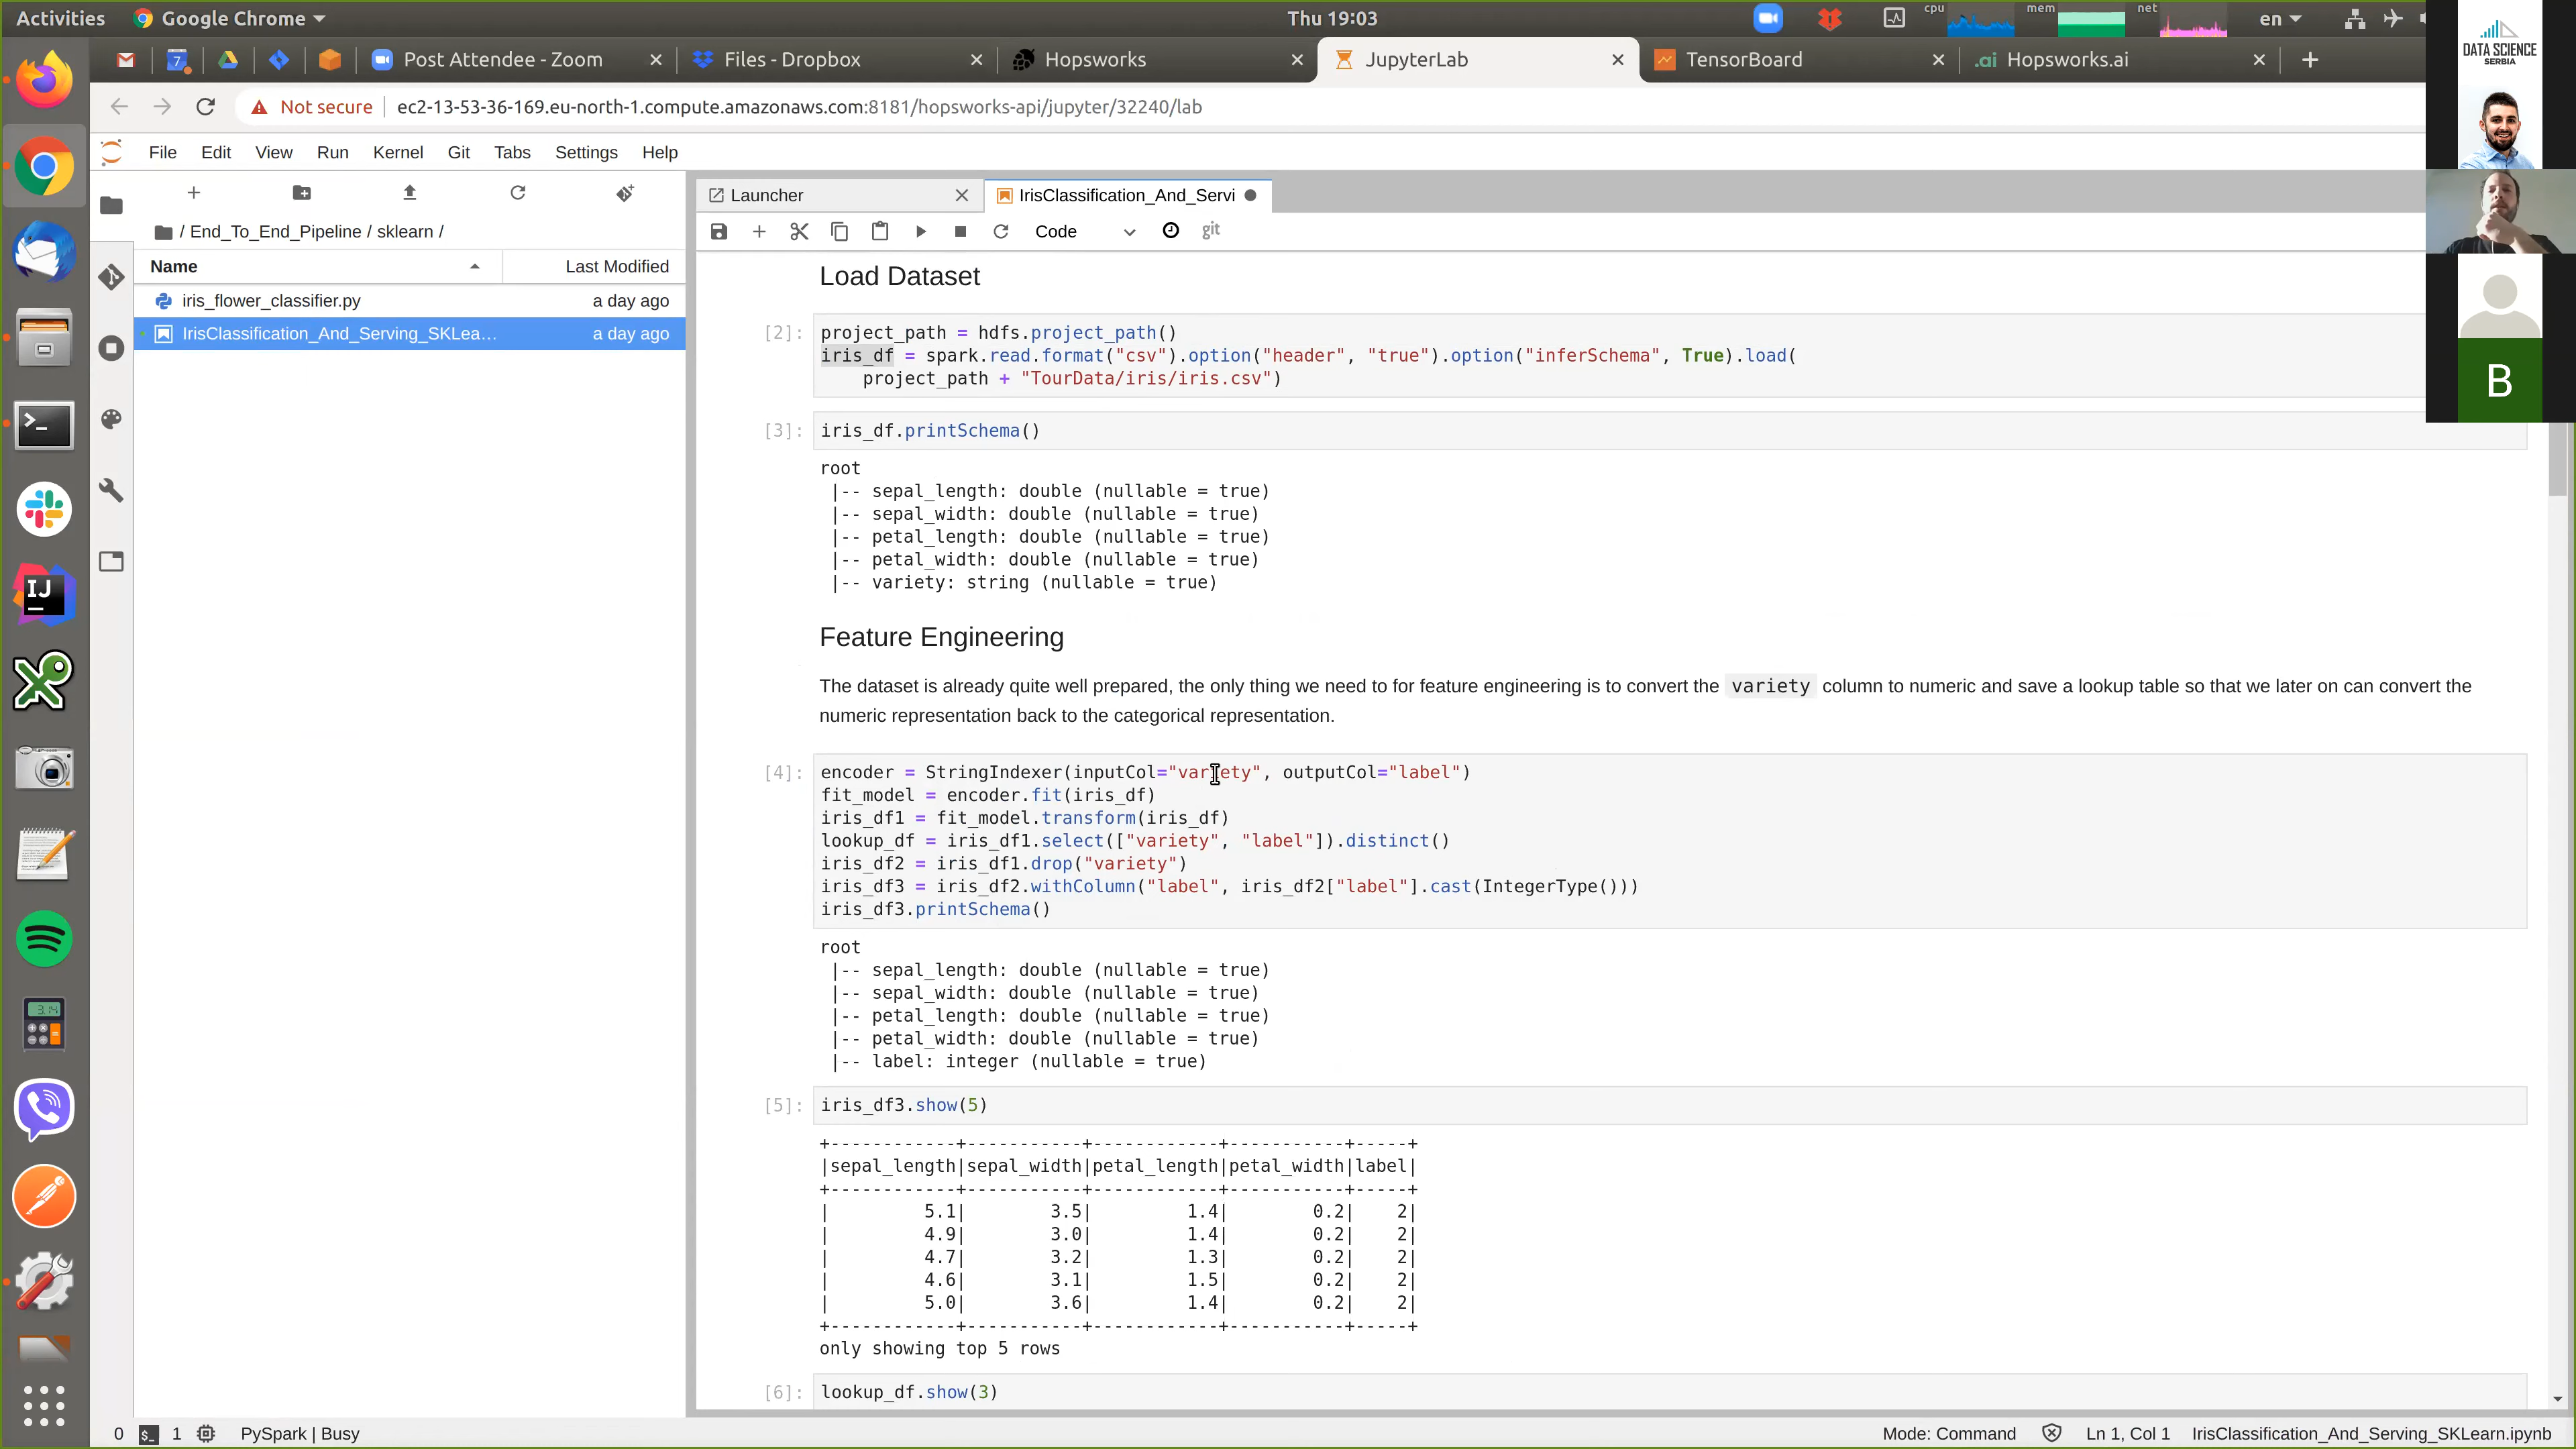 Activities
Google Chrome
Thu 19:03
cpu
mem
net
en
7
Post Attendee - Zoom
Files - Dropbox
Hopsworks
JupyterLab
TensorBoard
.ai Hopsworks.ai
DATA SCIENCE
SERBIA
Not secure
ec2-13-53-36-169.eu-north-1.compute.amazonaws.com:8181/hopsworks-api/jupyter/32240/lab
File
Edit
View
Run
Kernel
Git
Tabs
Settings
Help
Launcher
IrisClassification_And_Servi
/ End_To_End_Pipeline / sklearn /
Code
git
Name
Last Modified
iris_flower_classifier.py
a day ago
IrisClassification_And_Serving_SKLea…
a day ago
B
IJ
3.14
Load Dataset
[2]:
project_path = hdfs.project_path()
iris_df = spark.read.format("csv").option("header", "true").option("inferSchema", True).load(
project_path + "TourData/iris/iris.csv")
[3]:
iris_df.printSchema()
root
|-- sepal_length: double (nullable = true)
|-- sepal_width: double (nullable = true)
|-- petal_length: double (nullable = true)
|-- petal_width: double (nullable = true)
|-- variety: string (nullable = true)
Feature Engineering
The dataset is already quite well prepared, the only thing we need to for feature engineering is to convert the variety column to numeric and save a lookup table so that we later on can convert the
numeric representation back to the categorical representation.
[4]:
encoder = StringIndexer(inputCol="variety", outputCol="label")
fit_model = encoder.fit(iris_df)
iris_df1 = fit_model.transform(iris_df)
lookup_df = iris_df1.select(["variety", "label"]).distinct()
iris_df2 = iris_df1.drop("variety")
iris_df3 = iris_df2.withColumn("label", iris_df2["label"].cast(IntegerType()))
iris_df3.printSchema()
root
|-- sepal_length: double (nullable = true)
|-- sepal_width: double (nullable = true)
|-- petal_length: double (nullable = true)
|-- petal_width: double (nullable = true)
|-- label: integer (nullable = true)
[5]:
iris_df3.show(5)
+------------+-----------+------------+-----------+-----+
|sepal_length|sepal_width|petal_length|petal_width|label|
+------------+-----------+------------+-----------+-----+
|         5.1|        3.5|         1.4|        0.2|    2|
|         4.9|        3.0|         1.4|        0.2|    2|
|         4.7|        3.2|         1.3|        0.2|    2|
|         4.6|        3.1|         1.5|        0.2|    2|
|         5.0|        3.6|         1.4|        0.2|    2|
+------------+-----------+------------+-----------+-----+
only showing top 5 rows
[6]:
lookup_df.show(3)
0
$_
1
PySpark | Busy
Mode: Command
Ln 1, Col 1
IrisClassification_And_Serving_SKLearn.ipynb